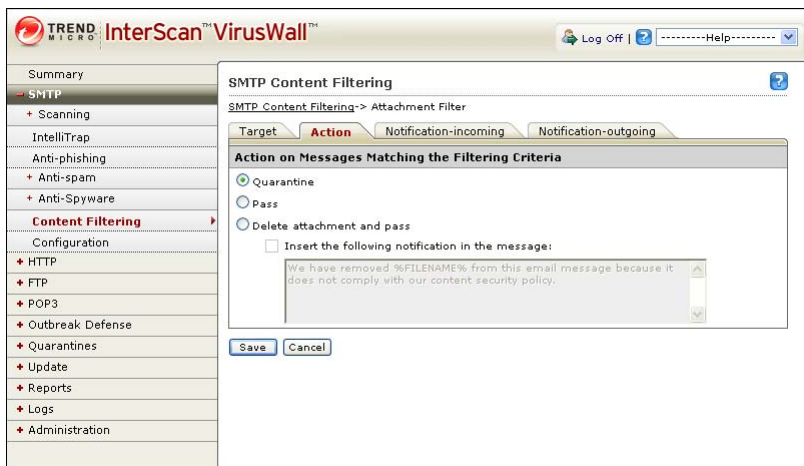 TREND MICRO InterScan™ VirusWall™
Log Off | ? ---------Help---------
Summary
− SMTP
+ Scanning
IntelliTrap
Anti-phishing
+ Anti-spam
+ Anti-Spyware
Content Filtering
Configuration
+ HTTP
+ FTP
+ POP3
+ Outbreak Defense
+ Quarantines
+ Update
+ Reports
+ Logs
+ Administration
SMTP Content Filtering ?
SMTP Content Filtering-> Attachment Filter
Target Action Notification-incoming Notification-outgoing
Action on Messages Matching the Filtering Criteria
Quarantine
Pass
Delete attachment and pass
Insert the following notification in the message:
We have removed %FILENAME% from this email message because it
does not comply with our content security policy.
Save Cancel